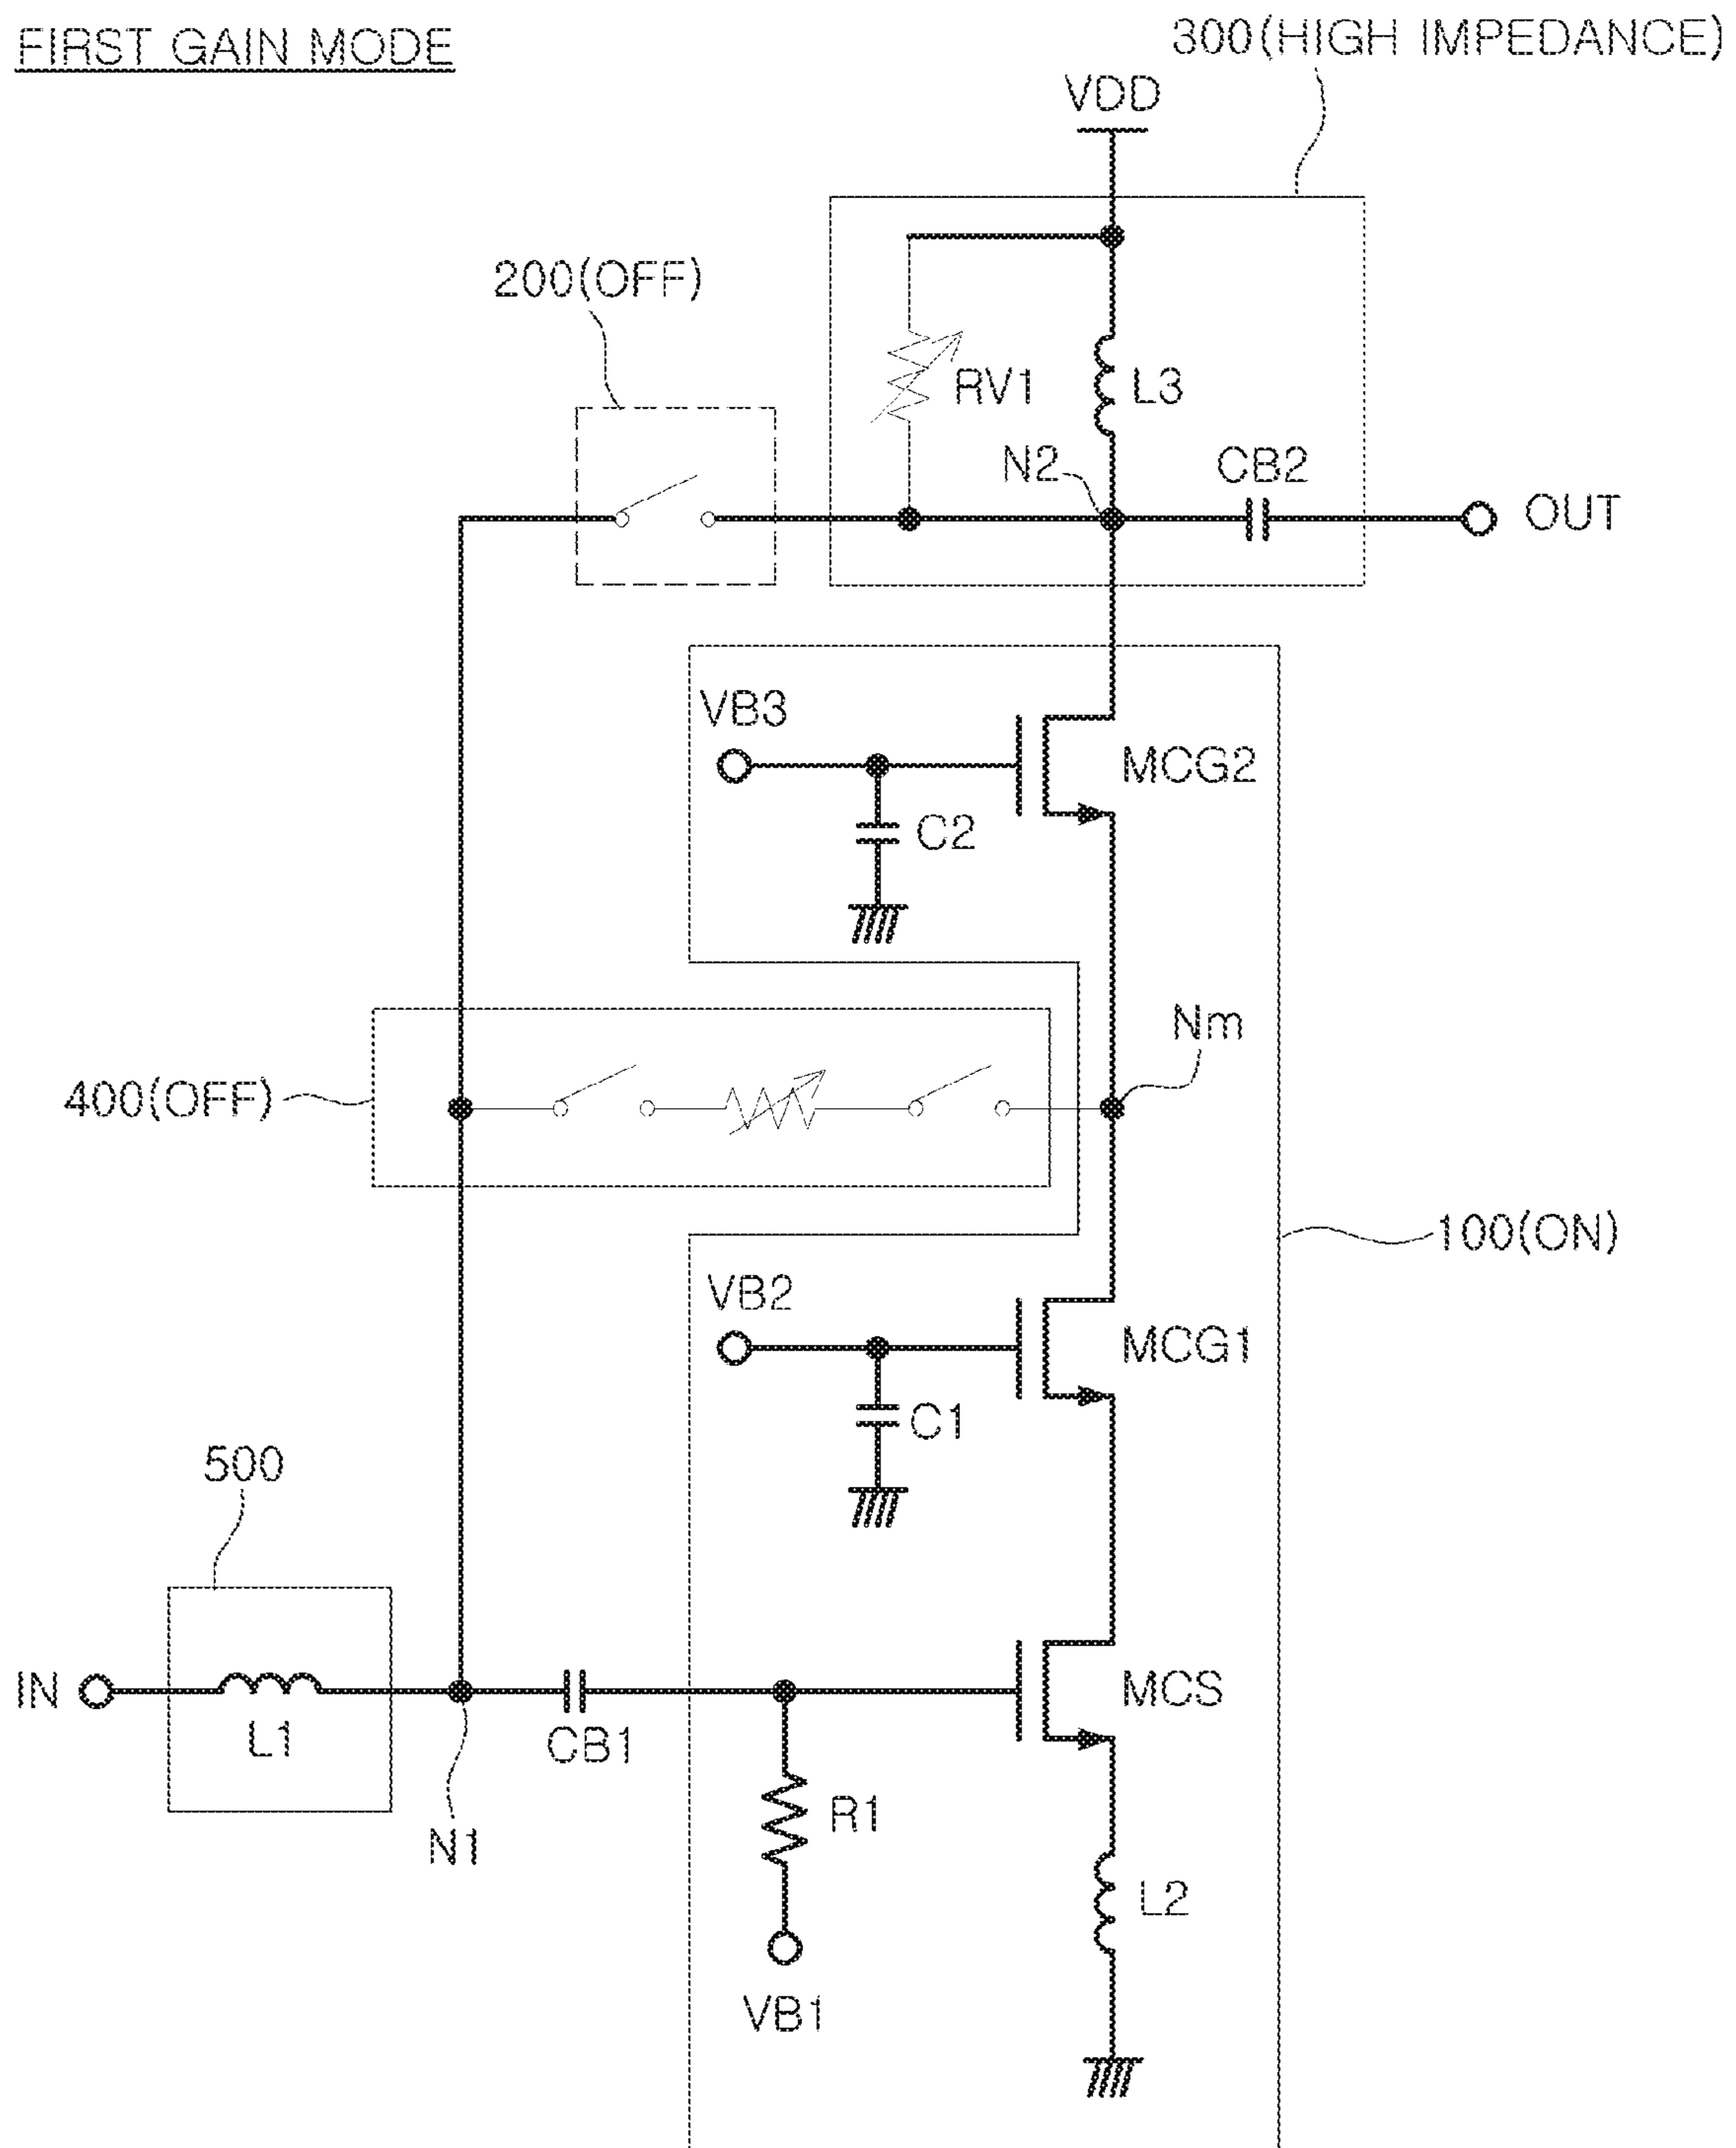 FIRST GAIN MODE
300(HIGH IMPEDANCE)
VDD
200(OFF)
RV1
L3
N2
CB2
OUT
VB3
MCG2
C2
Nm
400(OFF)
100(ON)
VB2
MCG1
C1
500
IN
L1
CB1
MCS
R1
N1
L2
VB1